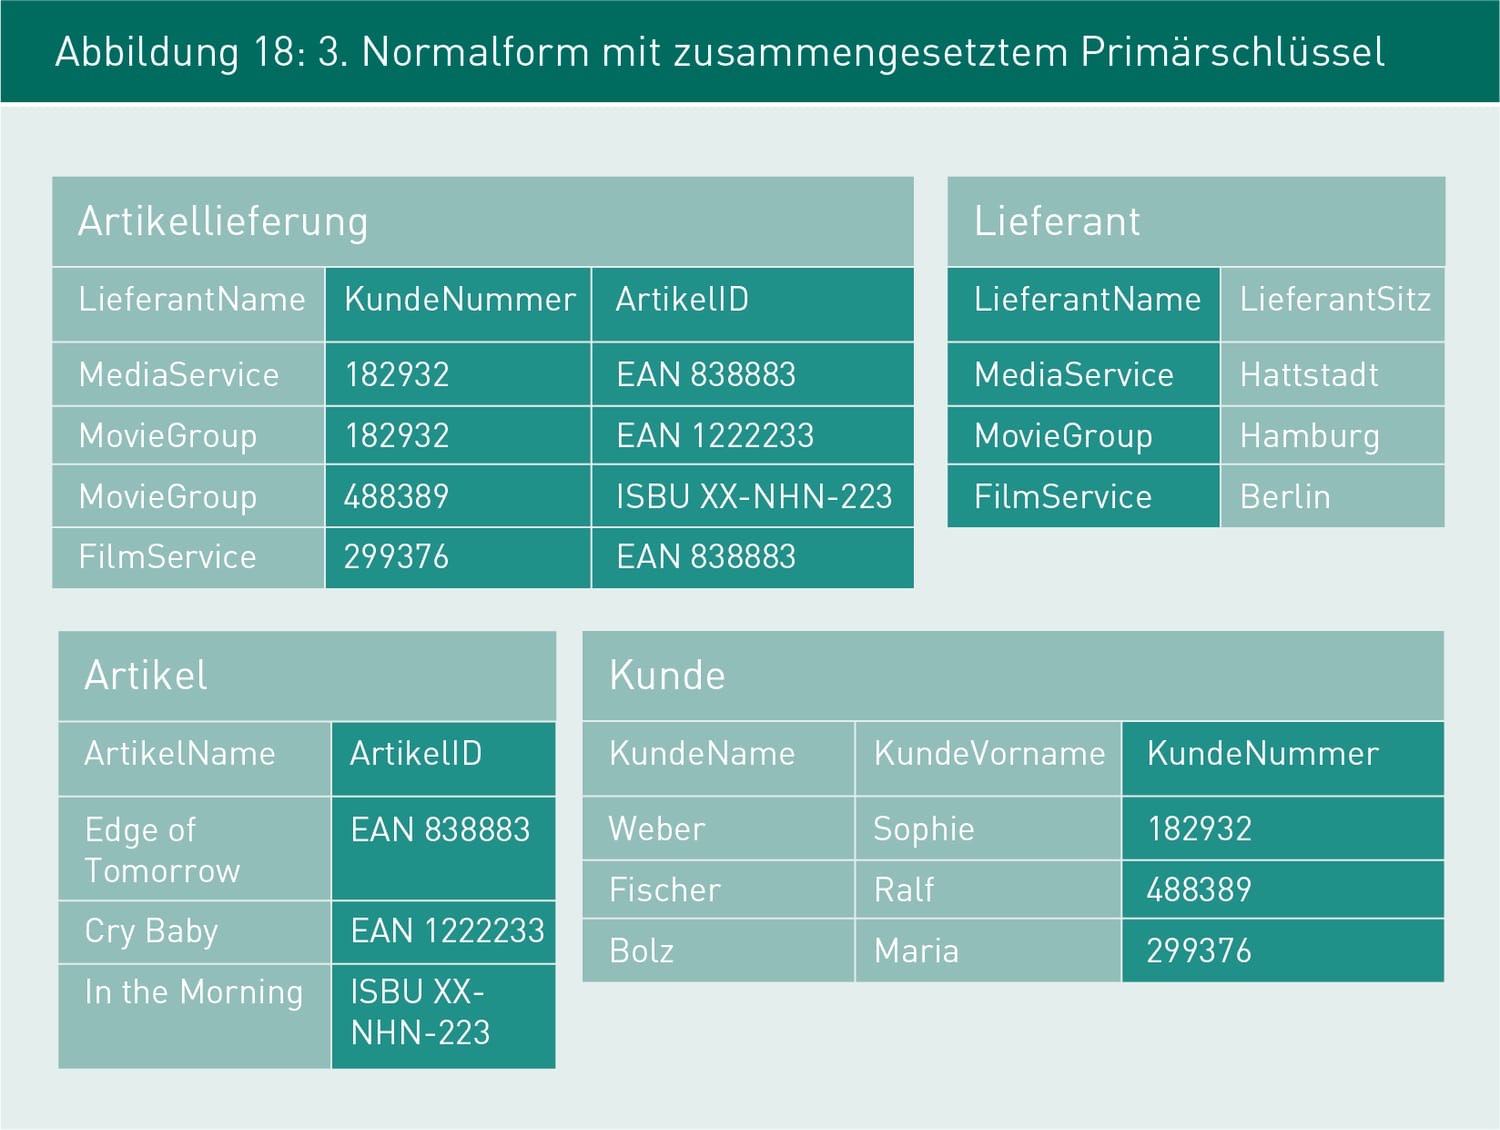 Abbildung 18: 3. Normalform mit zusammengesetztem Primärschlüssel
Artikellieferung
LieferantName KundeNummer ArtikelID
MediaService 182932 EAN 838883
MovieGroup 182932 EAN 1222233
MovieGroup 488389 ISBU XX-NHN-223
FilmService 299376 EAN 838883
Lieferant
LieferantName LieferantSitz
MediaService Hattstadt
MovieGroup Hamburg
FilmService Berlin
Artikel
ArtikelName ArtikelID
Edge of EAN 838883
Tomorrow
Cry Baby EAN 1222233
In the Morning ISBU XX-
NHN-223
Kunde
KundeName KundeVorname KundeNummer
Weber Sophie 182932
Fischer Ralf 488389
Bolz Maria 299376